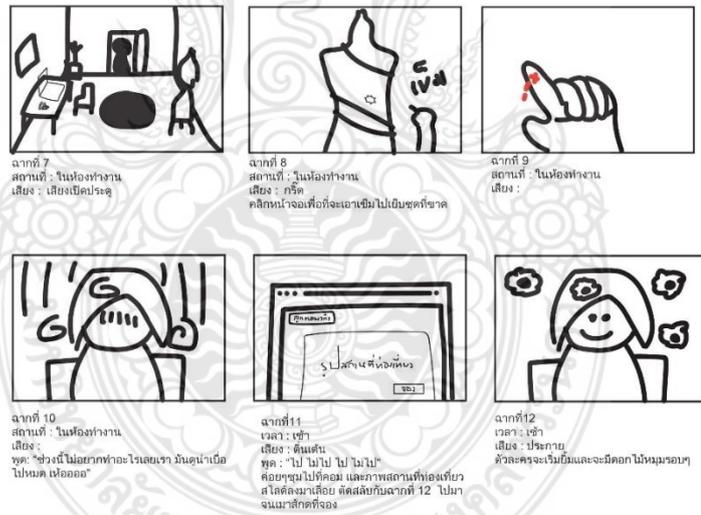 ฉากที่ 7
สถานที่ : ในห้องทำงาน
เสียง : เสียงเปิดประตู
เข็ม
ฉากที่ 8
สถานที่ : ในห้องทำงาน
เสียง : กริ๊ด
คลิกหน้าจอเพื่อที่จะเอาเข็มไปเย็บชุดที่ขาด
ฉากที่ 9
สถานที่ : ในห้องทำงาน
เสียง :
ฉากที่ 10
สถานที่ : ในห้องทำงาน
เสียง :
พูด: "ช่วงนี้ไม่อยากทำอะไรเลยเรา มันดูน่าเบื่อ
ไปหมด เห้ออออ"
รูปสถานที่ท่องเที่ยว
จอง
ฉากที่11
เวลา : เช้า
เสียง : ตื่นเต้น
พูด : "ไป ไม่ไป ไป ไม่ไป"
ค่อยๆซูมไปที่คอม และภาพสถานที่ท่องเที่ยว
สไลด์ลงมาเลื่อย ตัดสลับกับฉากที่ 12 ไปมา
จนเมาส์กดที่จอง
ฉากที่12
เวลา : เช้า
เสียง : ประกาย
ตัวละครจะเริ่มยิ้มและจะมีดอกไม้หมุมรอบๆ